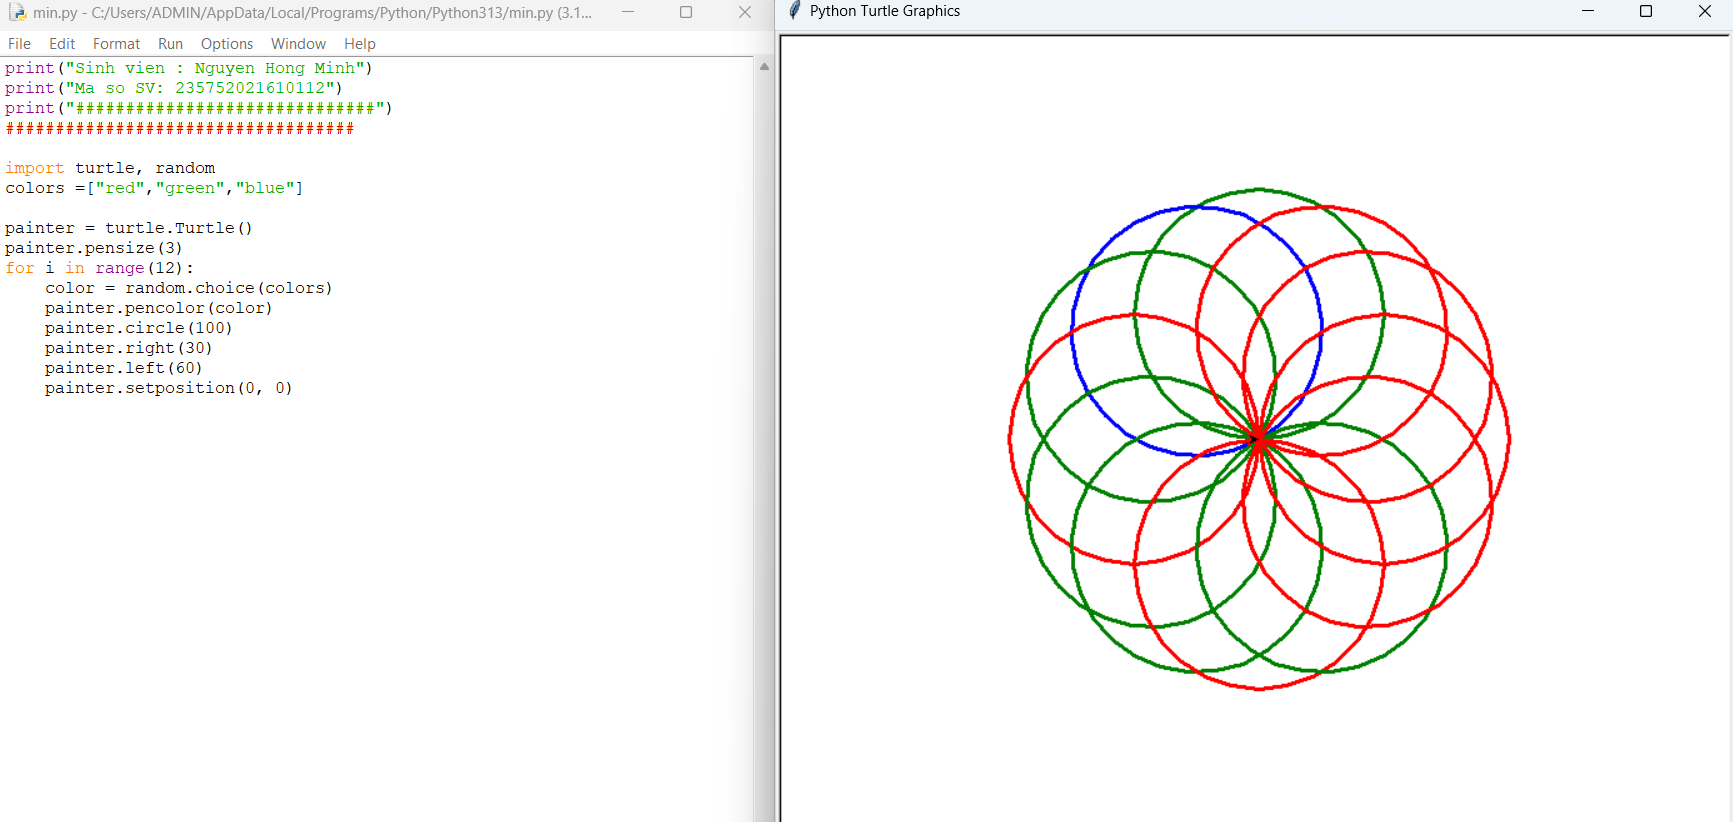 min.py - C:/Users/ADMIN/AppData/Local/Programs/Python/Python313/min.py (3.1...
File Edit Format Run Options Window Help
print("Sinh vien : Nguyen Hong Minh")
print("Ma so SV: 235752021610112")
print("##############################")
###################################
import turtle, random
colors =["red","green","blue"]
painter = turtle.Turtle()
painter.pensize(3)
for i in range(12):
    color = random.choice(colors)
    painter.pencolor(color)
    painter.circle(100)
    painter.right(30)
    painter.left(60)
    painter.setposition(0, 0)
Python Turtle Graphics